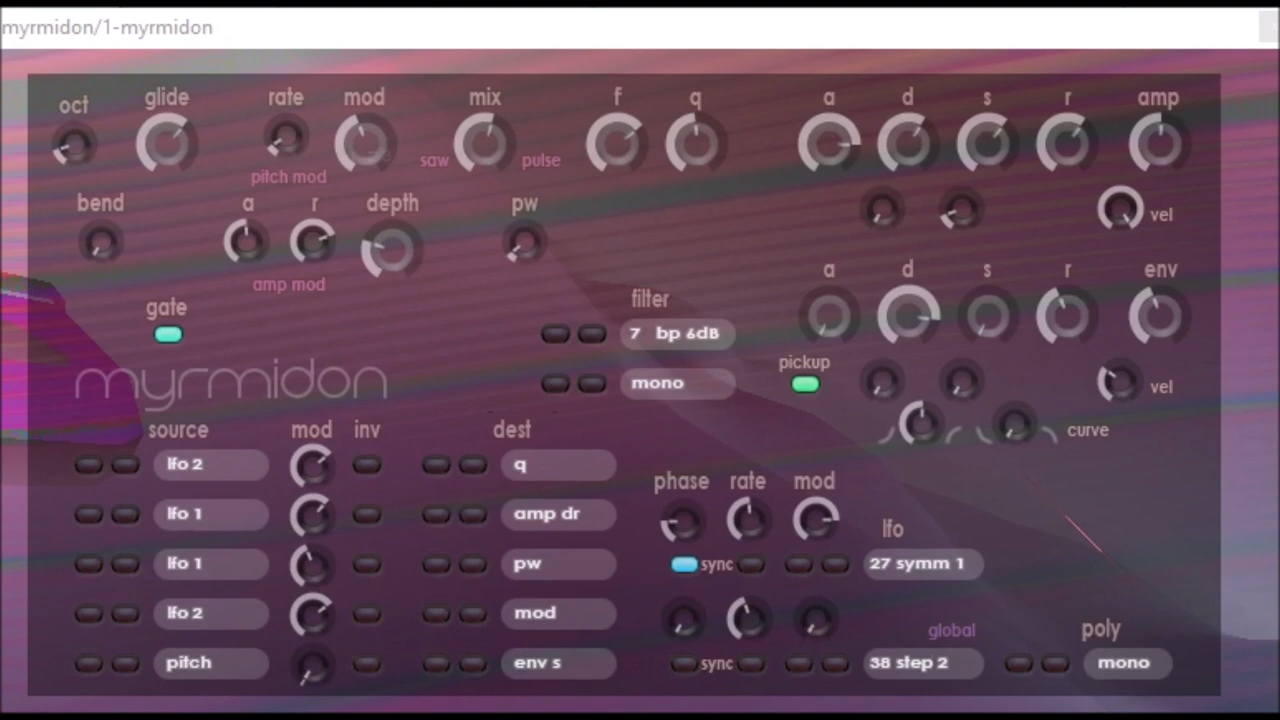 myrmidon/1-myrmidon
oct glide rate mod mix f q a d s r amp
saw pulse
pitch mod
bend a r depth pw vel
amp mod
a d s r env
gate filter
7 bp 6dB
pickup
mono
vel
myrmidon
source mod inv dest curve
lfo 2 q
phase rate mod
lfo 1 amp dr
lfo
lfo 1 pw sync 27 symm 1
lfo 2 mod
global poly
pitch env s sync 38 step 2 mono